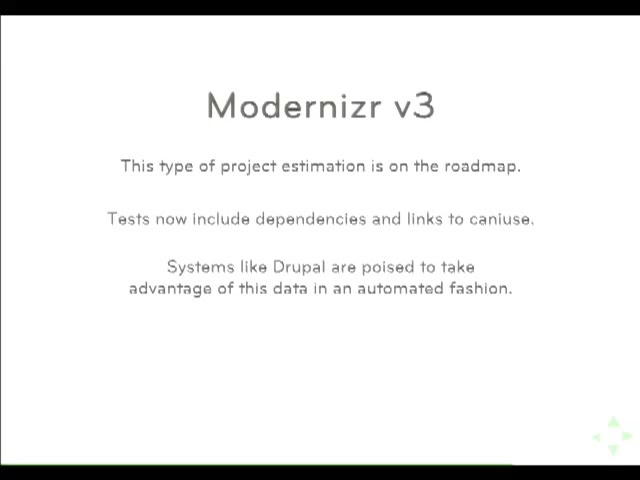 Modernizr v3
This type of project estimation is on the roadmap.
Tests now include dependencies and links to caniuse.
Systems like Drupal are poised to take
advantage of this data in an automated fashion.